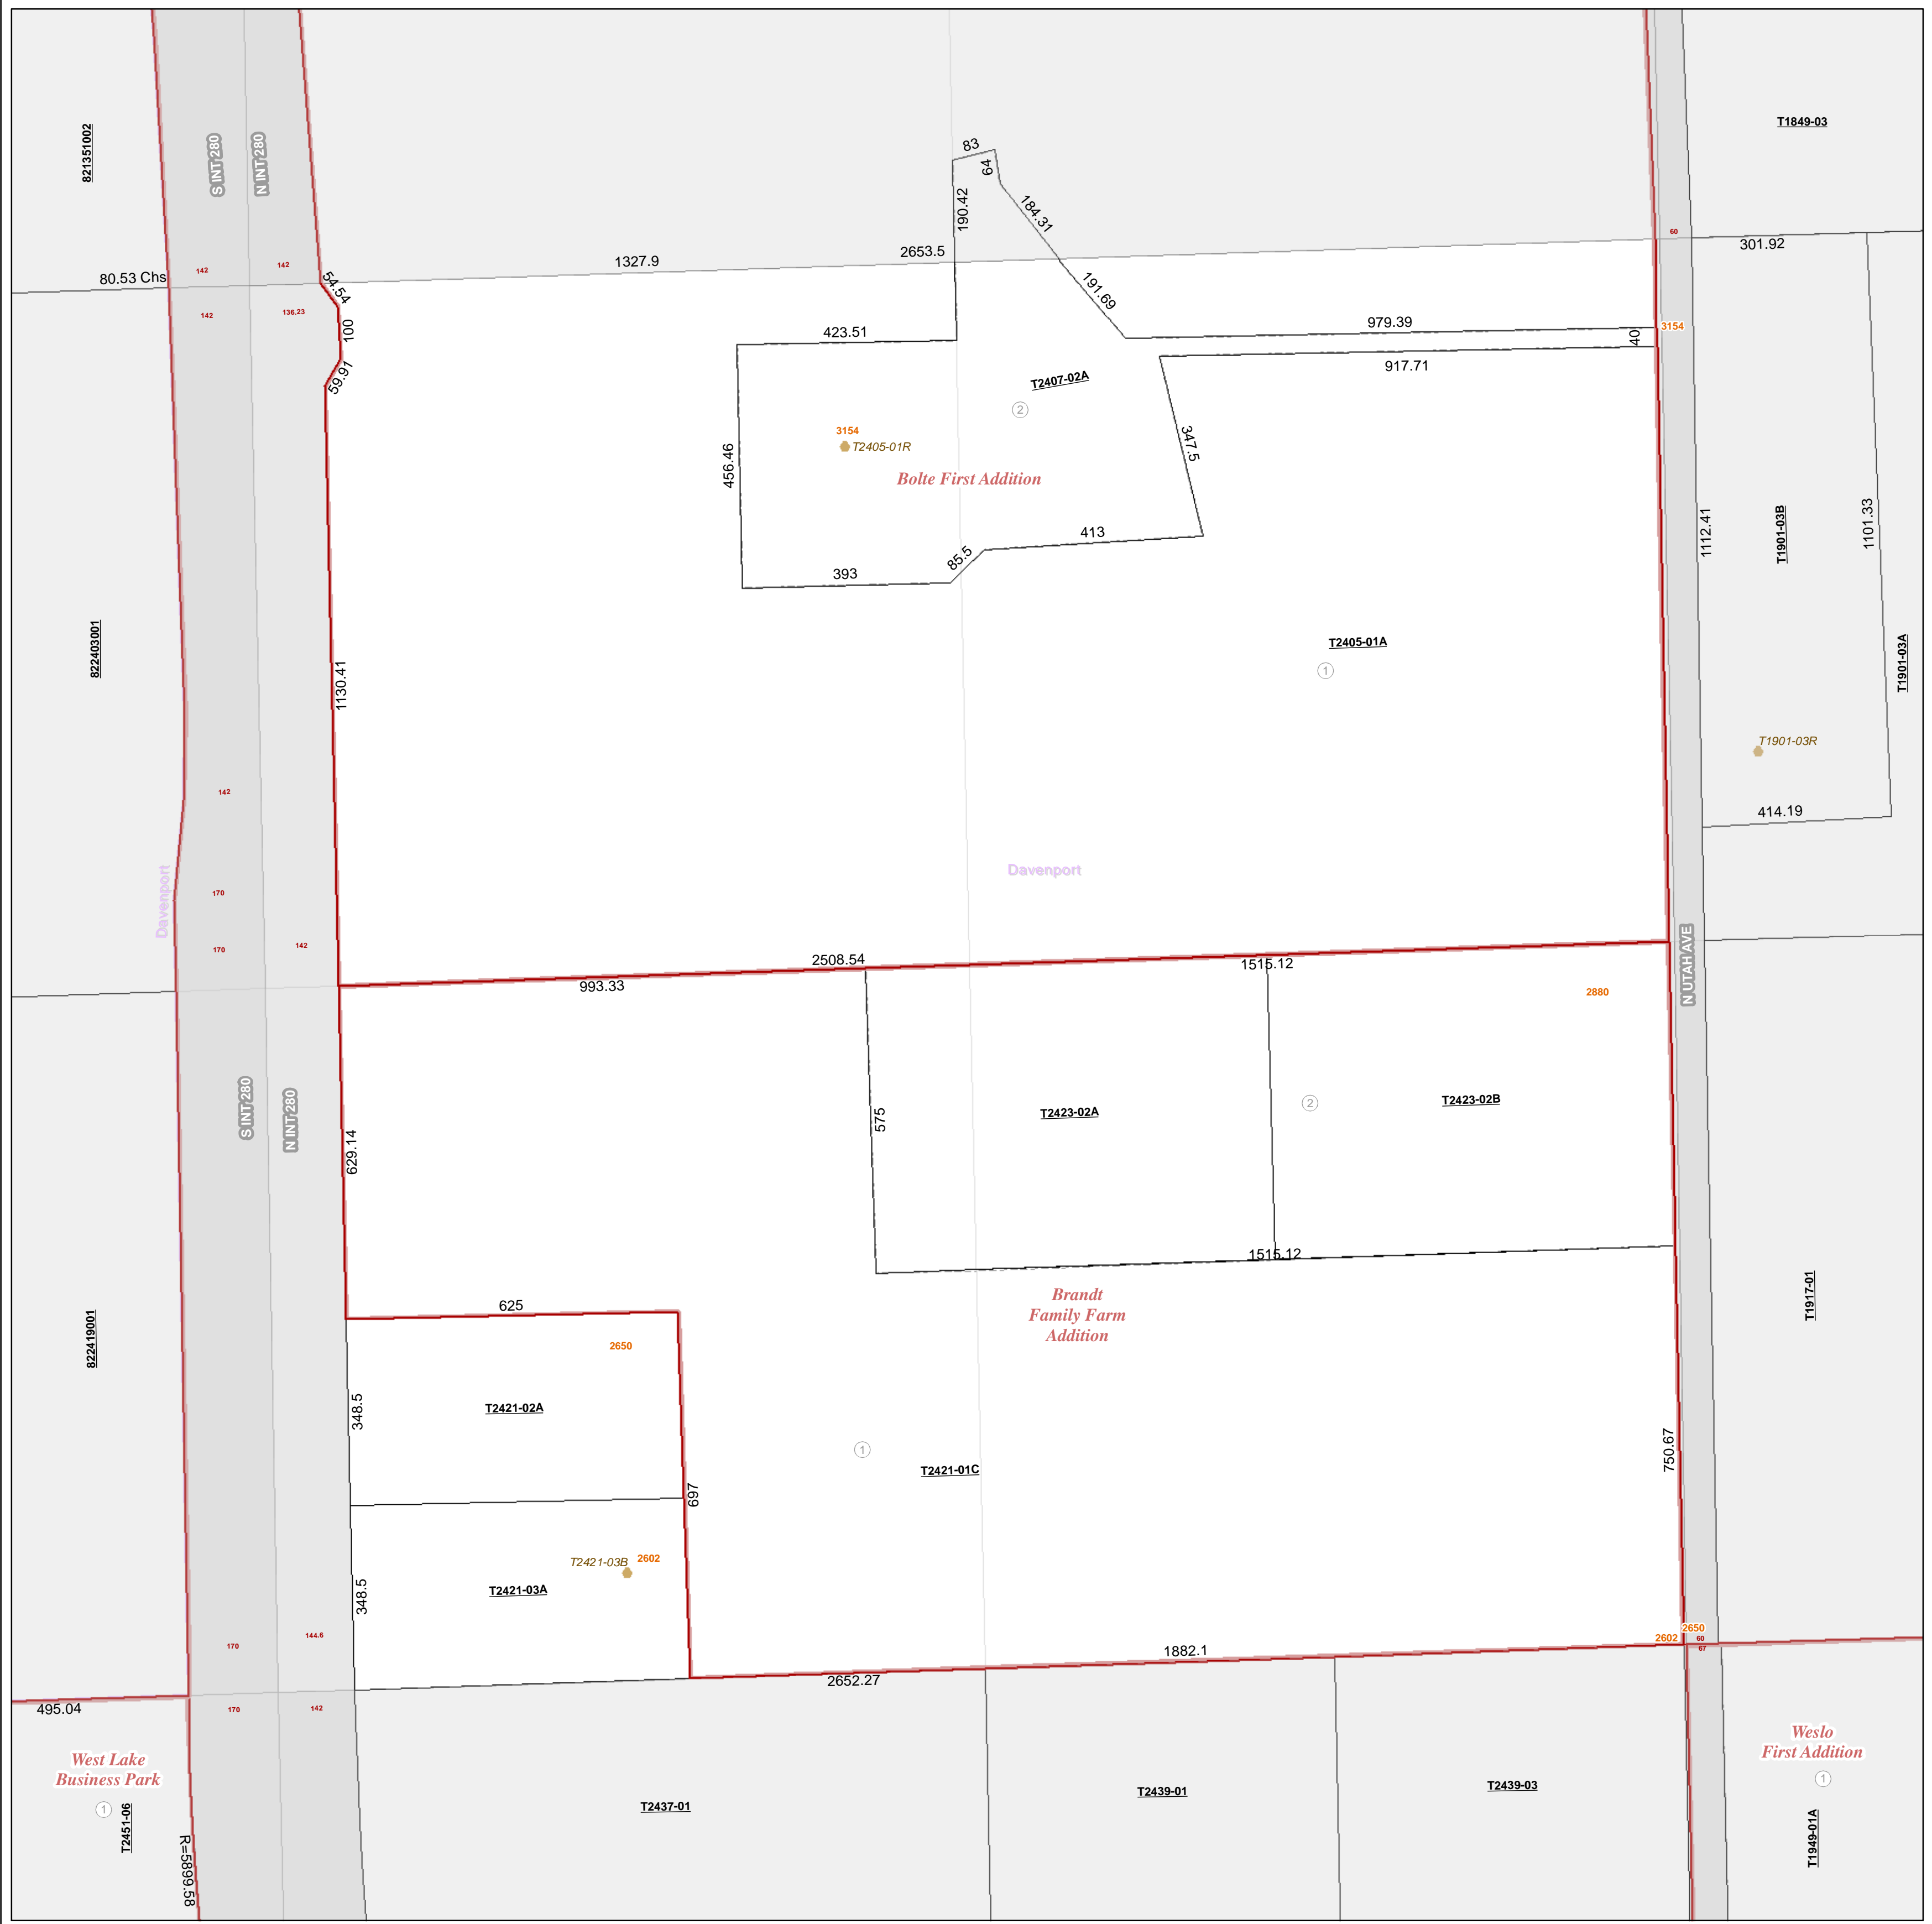 821351002
S INT 280
N INT 280
T1849-03
83
64
190.42
184.31
60
301.92
2653.5
1327.9
142
142
80.53 Chs
54.54
142
136.23
100
191.69
979.39
3154
40
423.51
917.71
59.91
T2407-02A
2
3154
T2405-01R
347.5
456.46
Bolte First Addition
1112.41
T1901-03B
1101.33
413
85.5
393
822403001
T2405-01A
1
T1901-03A
1130.41
T1901-03R
142
414.19
Davenport
Davenport
170
170
142
2508.54
1515.12
993.33
N UTAH AVE
2880
S INT 280
N INT 280
575
T2423-02A
2
T2423-02B
629.14
1515.12
Brandt
Family Farm
Addition
625
822419001
T1917-01
2650
348.5
T2421-02A
1
T2421-01C
750.67
697
T2421-03B
2602
T2421-03A
348.5
170
144.6
1882.1
2650
2602
60
67
2652.27
495.04
170
142
West Lake
Business Park
1
T2451-06
R=5899.58
T2437-01
T2439-01
T2439-03
Weslo
First Addition
1
T1949-01A